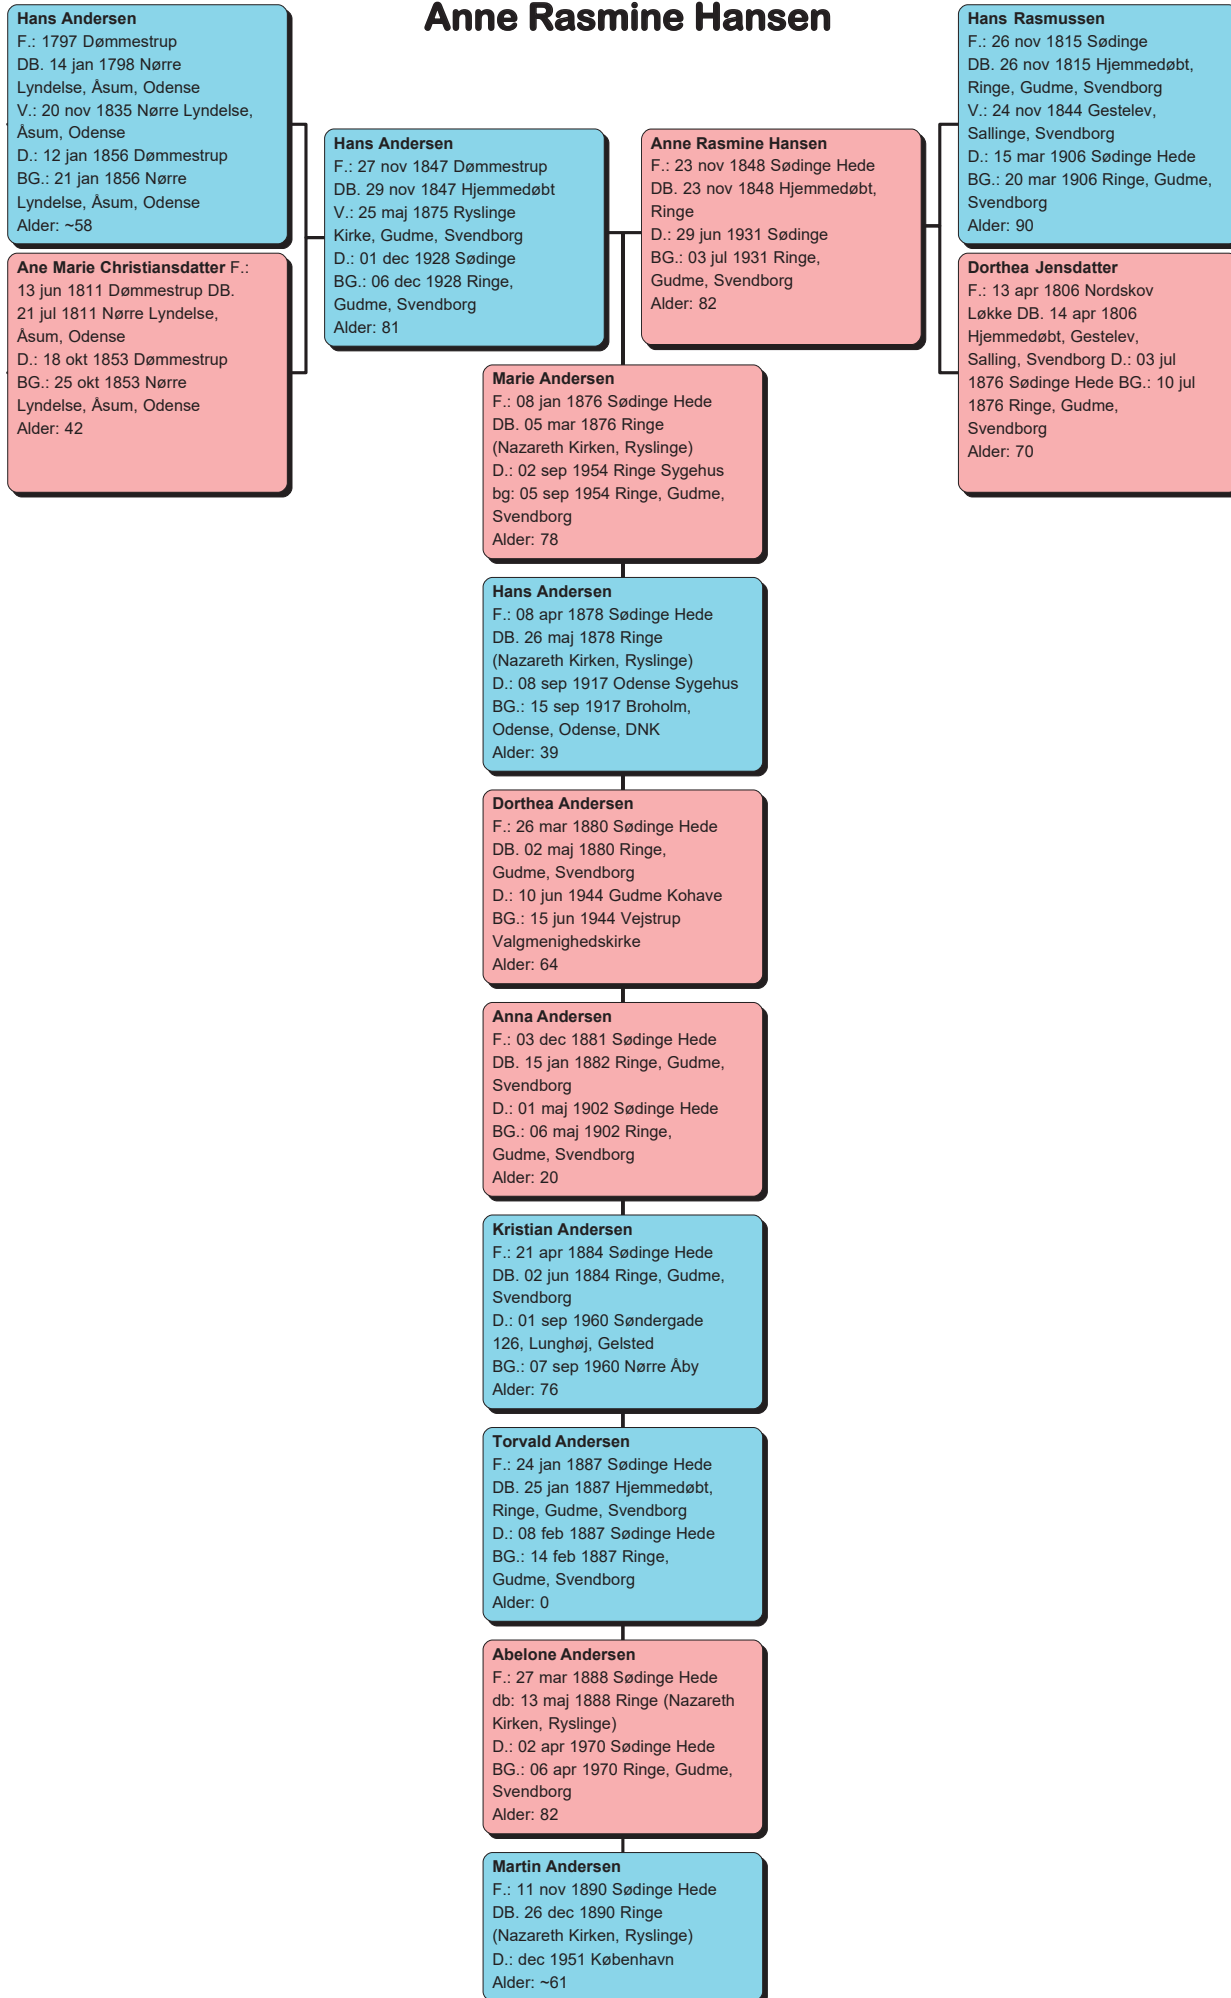 Anne Rasmine Hansen
Hans Andersen
F.: 1797 Dømmestrup
DB. 14 jan 1798 Nørre
Lyndelse, Åsum, Odense
V.: 20 nov 1835 Nørre Lyndelse,
Åsum, Odense
D.: 12 jan 1856 Dømmestrup
BG.: 21 jan 1856 Nørre
Lyndelse, Åsum, Odense
Alder: ~58
Ane Marie Christiansdatter F.:
13 jun 1811 Dømmestrup DB.
21 jul 1811 Nørre Lyndelse,
Åsum, Odense
D.: 18 okt 1853 Dømmestrup
BG.: 25 okt 1853 Nørre
Lyndelse, Åsum, Odense
Alder: 42
Hans Andersen
F.: 27 nov 1847 Dømmestrup
DB. 29 nov 1847 Hjemmedøbt
V.: 25 maj 1875 Ryslinge
Kirke, Gudme, Svendborg
D.: 01 dec 1928 Sødinge
BG.: 06 dec 1928 Ringe,
Gudme, Svendborg
Alder: 81
Anne Rasmine Hansen
F.: 23 nov 1848 Sødinge Hede
DB. 23 nov 1848 Hjemmedøbt,
Ringe
D.: 29 jun 1931 Sødinge
BG.: 03 jul 1931 Ringe,
Gudme, Svendborg
Alder: 82
Hans Rasmussen
F.: 26 nov 1815 Sødinge
DB. 26 nov 1815 Hjemmedøbt,
Ringe, Gudme, Svendborg
V.: 24 nov 1844 Gestelev,
Sallinge, Svendborg
D.: 15 mar 1906 Sødinge Hede
BG.: 20 mar 1906 Ringe, Gudme,
Svendborg
Alder: 90
Dorthea Jensdatter
F.: 13 apr 1806 Nordskov
Løkke DB. 14 apr 1806
Hjemmedøbt, Gestelev,
Salling, Svendborg D.: 03 jul
1876 Sødinge Hede BG.: 10 jul
1876 Ringe, Gudme,
Svendborg
Alder: 70
Marie Andersen
F.: 08 jan 1876 Sødinge Hede
DB. 05 mar 1876 Ringe
(Nazareth Kirken, Ryslinge)
D.: 02 sep 1954 Ringe Sygehus
bg: 05 sep 1954 Ringe, Gudme,
Svendborg
Alder: 78
Hans Andersen
F.: 08 apr 1878 Sødinge Hede
DB. 26 maj 1878 Ringe
(Nazareth Kirken, Ryslinge)
D.: 08 sep 1917 Odense Sygehus
BG.: 15 sep 1917 Broholm,
Odense, Odense, DNK
Alder: 39
Dorthea Andersen
F.: 26 mar 1880 Sødinge Hede
DB. 02 maj 1880 Ringe,
Gudme, Svendborg
D.: 10 jun 1944 Gudme Kohave
BG.: 15 jun 1944 Vejstrup
Valgmenighedskirke
Alder: 64
Anna Andersen
F.: 03 dec 1881 Sødinge Hede
DB. 15 jan 1882 Ringe, Gudme,
Svendborg
D.: 01 maj 1902 Sødinge Hede
BG.: 06 maj 1902 Ringe,
Gudme, Svendborg
Alder: 20
Kristian Andersen
F.: 21 apr 1884 Sødinge Hede
DB. 02 jun 1884 Ringe, Gudme,
Svendborg
D.: 01 sep 1960 Søndergade
126, Lunghøj, Gelsted
BG.: 07 sep 1960 Nørre Åby
Alder: 76
Torvald Andersen
F.: 24 jan 1887 Sødinge Hede
DB. 25 jan 1887 Hjemmedøbt,
Ringe, Gudme, Svendborg
D.: 08 feb 1887 Sødinge Hede
BG.: 14 feb 1887 Ringe,
Gudme, Svendborg
Alder: 0
Abelone Andersen
F.: 27 mar 1888 Sødinge Hede
db: 13 maj 1888 Ringe (Nazareth
Kirken, Ryslinge)
D.: 02 apr 1970 Sødinge Hede
BG.: 06 apr 1970 Ringe, Gudme,
Svendborg
Alder: 82
Martin Andersen
F.: 11 nov 1890 Sødinge Hede
DB. 26 dec 1890 Ringe
(Nazareth Kirken, Ryslinge)
D.: dec 1951 København
Alder: ~61